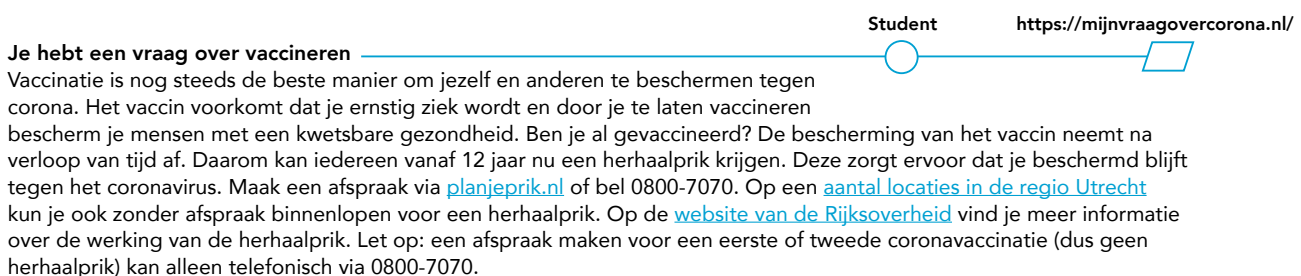 Student https://mijnvraagovercorona.nl/
Je hebt een vraag over vaccineren
Vaccinatie is nog steeds de beste manier om jezelf en anderen te beschermen tegen
corona. Het vaccin voorkomt dat je ernstig ziek wordt en door je te laten vaccineren
bescherm je mensen met een kwetsbare gezondheid. Ben je al gevaccineerd? De bescherming van het vaccin neemt na
verloop van tijd af. Daarom kan iedereen vanaf 12 jaar nu een herhaalprik krijgen. Deze zorgt ervoor dat je beschermd blijft
tegen het coronavirus. Maak een afspraak via planjeprik.nl of bel 0800-7070. Op een aantal locaties in de regio Utrecht
kun je ook zonder afspraak binnenlopen voor een herhaalprik. Op de website van de Rijksoverheid vind je meer informatie
over de werking van de herhaalprik. Let op: een afspraak maken voor een eerste of tweede coronavaccinatie (dus geen
herhaalprik) kan alleen telefonisch via 0800-7070.